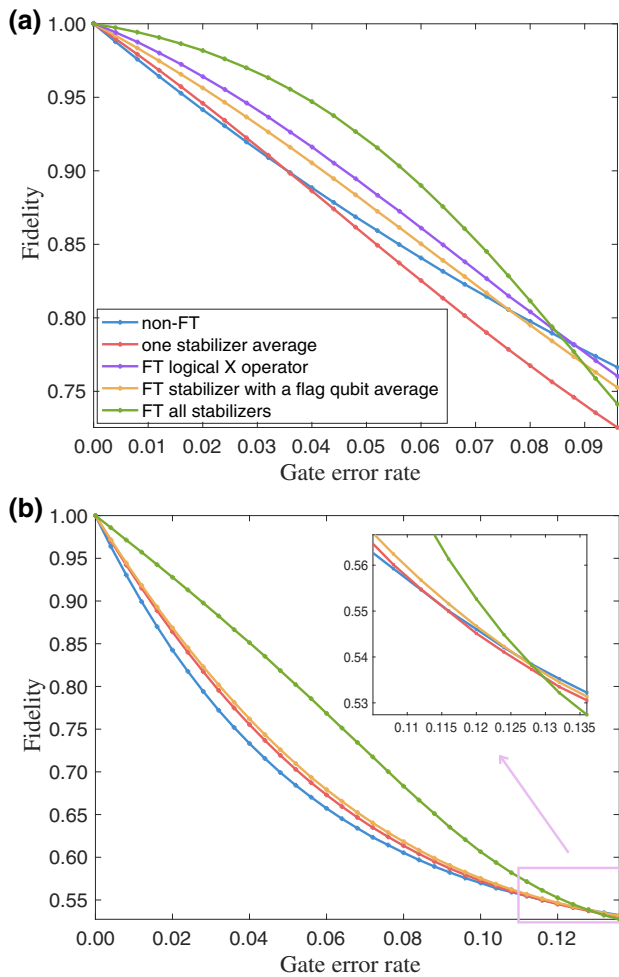 (a)
1.00
0.95
0.90
0.85
0.80
0.75
Fidelity
non-FT
one stabilizer average
FT logical X operator
FT stabilizer with a flag qubit average
FT all stabilizers
0.00 0.01 0.02 0.03 0.04 0.05 0.06 0.07 0.08 0.09
Gate error rate
(b)
1.00
0.95
0.90
0.85
0.80
0.75
0.70
0.65
0.60
0.55
Fidelity
0.56
0.55
0.54
0.53
0.11 0.115 0.12 0.125 0.13 0.135
0.00 0.02 0.04 0.06 0.08 0.10 0.12
Gate error rate